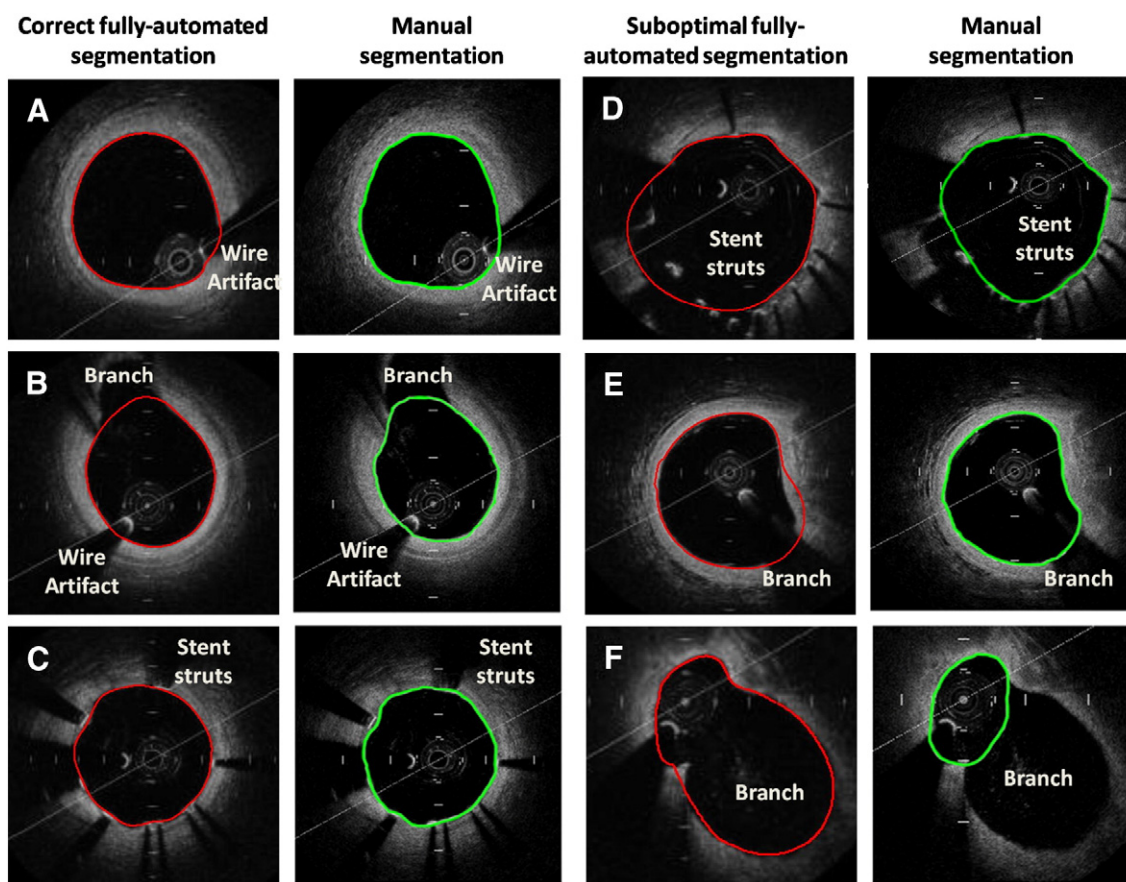 Correct fully-automated
segmentation
Manual
segmentation
Suboptimal fully-
automated segmentation
Manual
segmentation
A
Wire
Artifact
Wire
Artifact
D
Stent
struts
Stent
struts
B
Branch
Wire
Artifact
Branch
Wire
Artifact
E
Branch
Branch
C
Stent
struts
Stent
struts
F
Branch
Branch